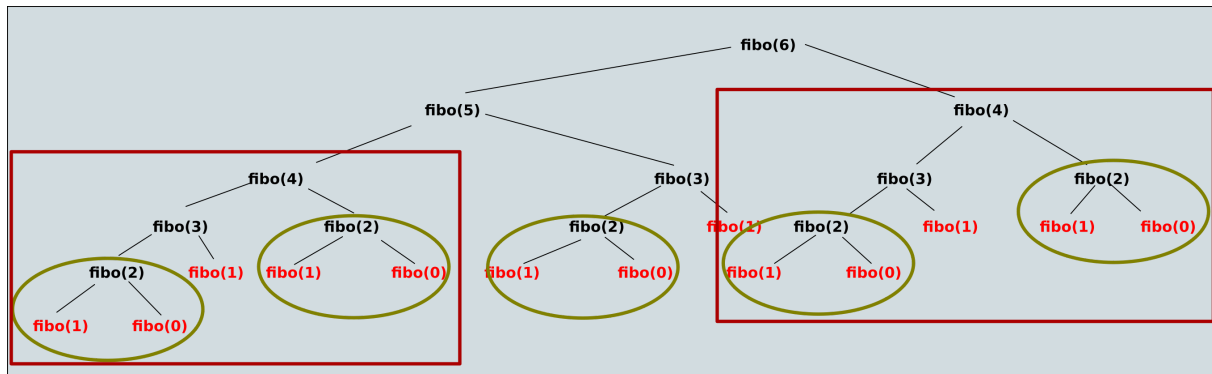 fibo(6)
fibo(5) fibo(4)
fibo(4) fibo(3) fibo(3) fibo(2)
fibo(3) fibo(2) fibo(2) fibo(1) fibo(2) fibo(1) fibo(1) fibo(0)
fibo(2) fibo(1) fibo(1) fibo(0) fibo(1) fibo(0) fibo(1) fibo(0)
fibo(1) fibo(0)